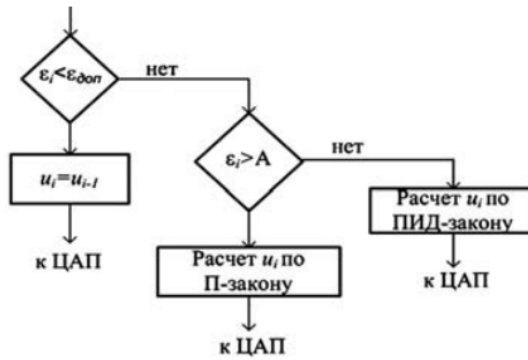 εᵢ<εдоп
нет
uᵢ=uᵢ₋₁
к ЦАП
εᵢ>A
нет
Расчет uᵢ по
П-закону
к ЦАП
Расчет uᵢ по
ПИД-закону
к ЦАП